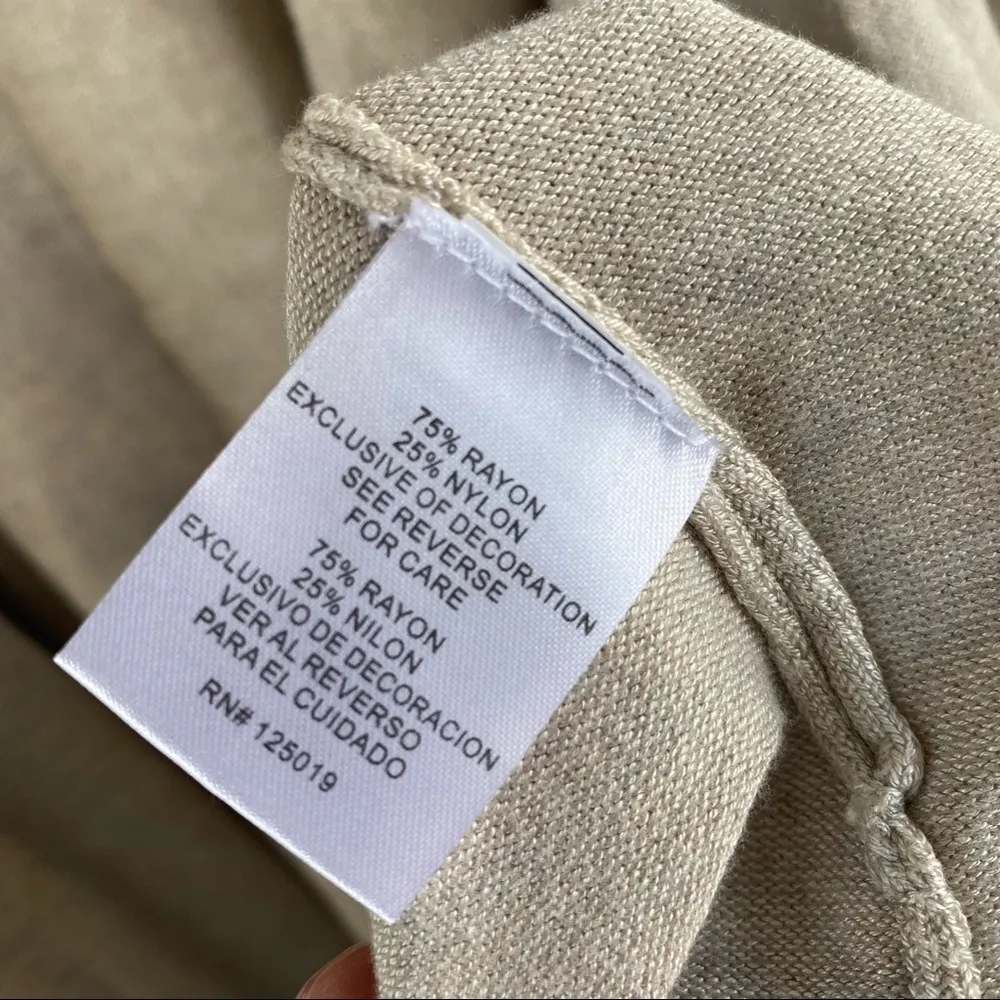 75% RAYON
25% NYLON
EXCLUSIVE OF DECORATION
SEE REVERSE
FOR CARE
75% RAYON
25% NILON
EXCLUSIVO DE DECORACION
VER AL REVERSO
PARA EL CUIDADO
RN# 125019